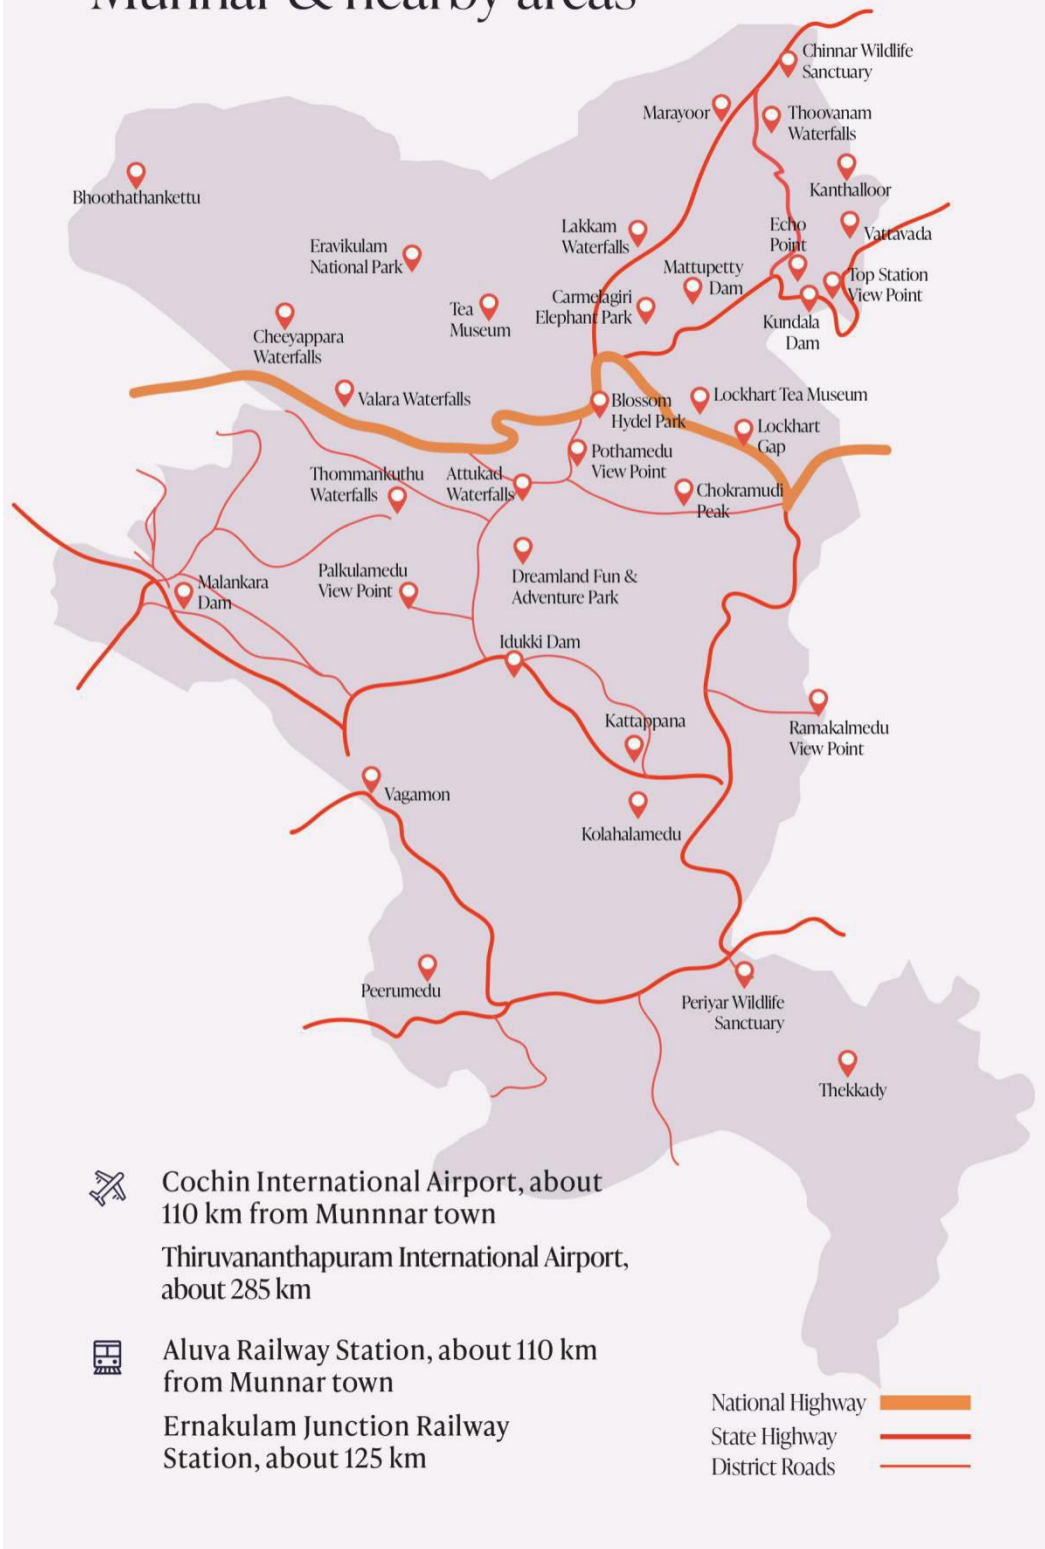 Munnar & nearby areas
Chinnar Wildlife
Sanctuary
Marayoor
Thoovanam
Waterfalls
Bhoothathankettu
Kanthalloor
Lakkam
Waterfalls
Echo
Point
Vattavada
Eravikulam
National Park
Mattupetty
Dam
Top Station
View Point
Tea
Museum
Carmelagiri
Elephant Park
Kundala
Dam
Cheeyappara
Waterfalls
Valara Waterfalls
Blossom
Hydel Park
Lockhart Tea Museum
Lockhart
Gap
Pothamedu
View Point
Thommankuthu
Waterfalls
Attukad
Waterfalls
Chokramudi
Peak
Malankara
Dam
Palkulamedu
View Point
Dreamland Fun &
Adventure Park
Idukki Dam
Kattappana
Ramakalmedu
View Point
Vagamon
Kolahalamedu
Peerumedu
Periyar Wildlife
Sanctuary
Thekkady
Cochin International Airport, about
110 km from Munnnar town
Thiruvananthapuram International Airport,
about 285 km
Aluva Railway Station, about 110 km
from Munnar town
Ernakulam Junction Railway
Station, about 125 km
National Highway
State Highway
District Roads